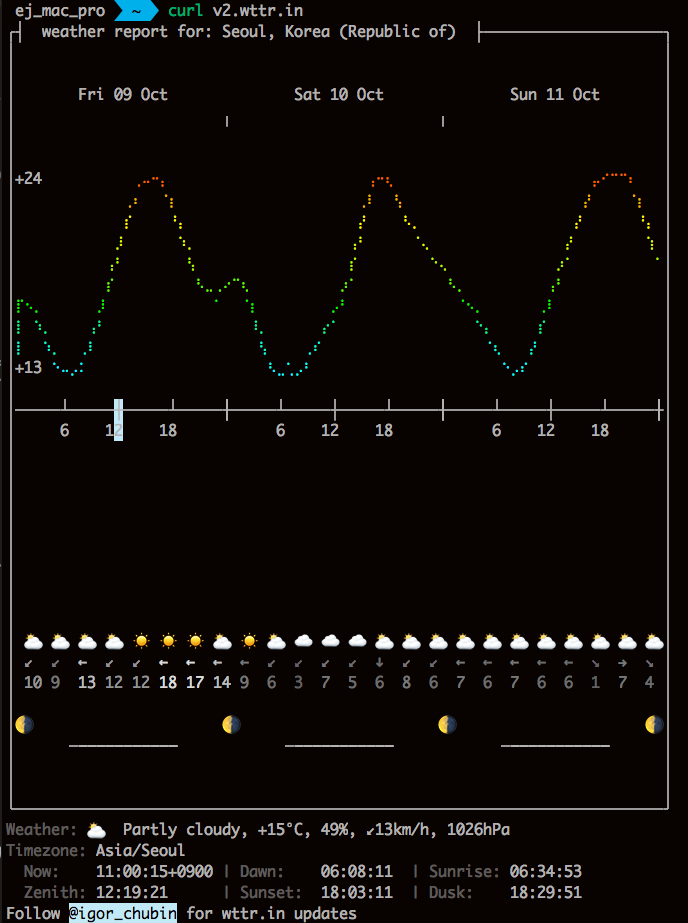 ej_mac_pro ~ curl v2.wttr.in
weather report for: Seoul, Korea (Republic of)
Fri 09 Oct Sat 10 Oct Sun 11 Oct
+24
+13
6 12 18 6 12 18 6 12 18
10 9 13 12 12 18 17 14 9 6 3 7 5 6 8 6 7 6 7 6 6 1 7 4
Weather: Partly cloudy, +15°C, 49%, ↙13km/h, 1026hPa
Timezone: Asia/Seoul
Now: 11:00:15+0900 | Dawn: 06:08:11 | Sunrise: 06:34:53
Zenith: 12:19:21 | Sunset: 18:03:11 | Dusk: 18:29:51
Follow @igor_chubin for wttr.in updates